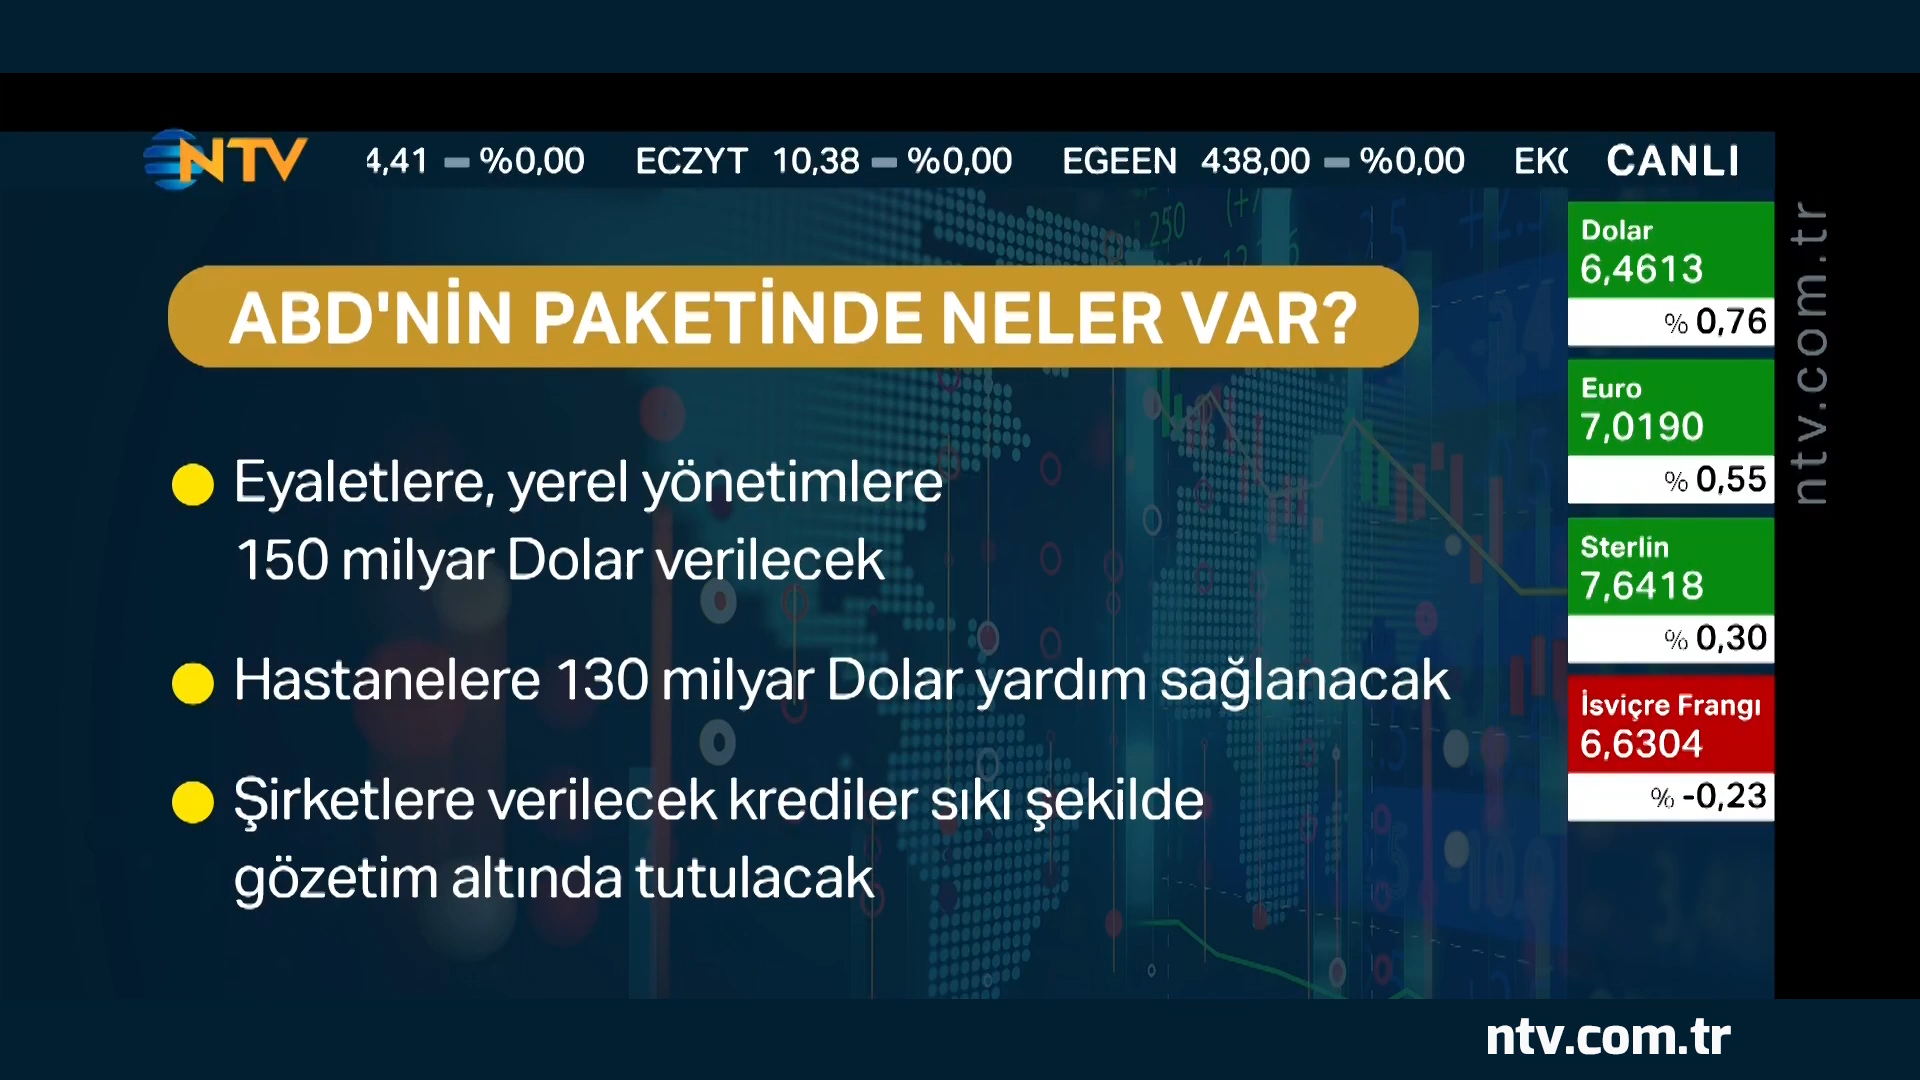 NTV
4,41 %0,00 ECZYT 10,38 %0,00 EGEEN 438,00 %0,00
CANLI
ABD'NİN PAKETİNDE NELER VAR?
Eyaletlere, yerel yönetimlere
150 milyar Dolar verilecek
Hastanelere 130 milyar Dolar yardım sağlanacak
Şirketlere verilecek krediler sıkı şekilde
gözetim altında tutulacak
Dolar
6,4613
% 0,76
Euro
7,0190
% 0,55
Sterlin
7,6418
% 0,30
İsviçre Frangı
6,6304
% -0,23
ntv.com.tr
ntv.com.tr